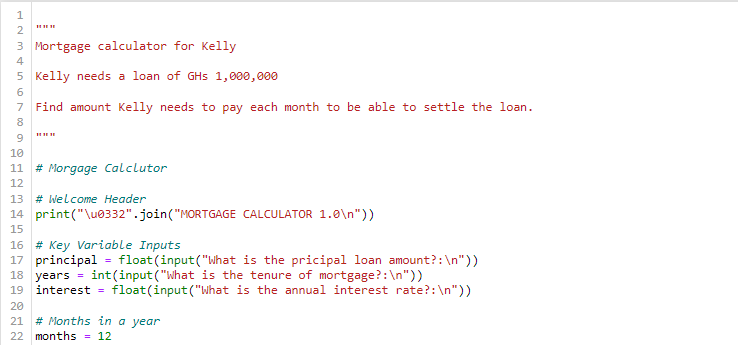 1
2 """
3 Mortgage calculator for Kelly
4
5 Kelly needs a loan of GHs 1,000,000
6
7 Find amount Kelly needs to pay each month to be able to settle the loan.
8
9 """
10
11 # Morgage Calclutor
12
13 # Welcome Header
14 print("\u0332".join("MORTGAGE CALCULATOR 1.0\n"))
15
16 # Key Variable Inputs
17 principal = float(input("What is the pricipal loan amount?:\n"))
18 years = int(input("What is the tenure of mortgage?:\n"))
19 interest = float(input("What is the annual interest rate?:\n"))
20
21 # Months in a year
22 months = 12